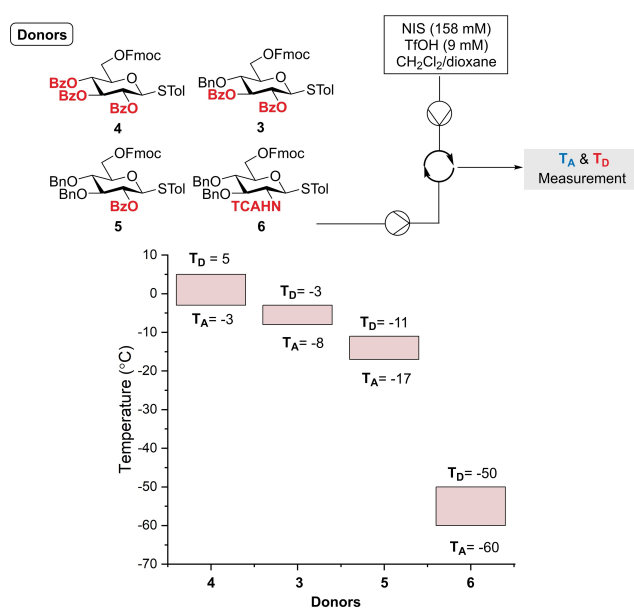 Donors
NIS (158 mM)
TfOH (9 mM)
CH2Cl2/dioxane
OFmoc
BzO
BzO
O
STol
BzO
4
OFmoc
BnO
BzO
O
STol
BzO
3
TA & TD
Measurement
OFmoc
BnO
BnO
O
STol
BzO
5
OFmoc
BnO
BnO
O
STol
TCAHN
6
Temperature (°C)
10
0
-10
-20
-30
-40
-50
-60
-70
TD = 5
TA= -3
TD= -3
TA= -8
TD= -11
TA= -17
TD= -50
TA = -60
4 3 5 6
Donors